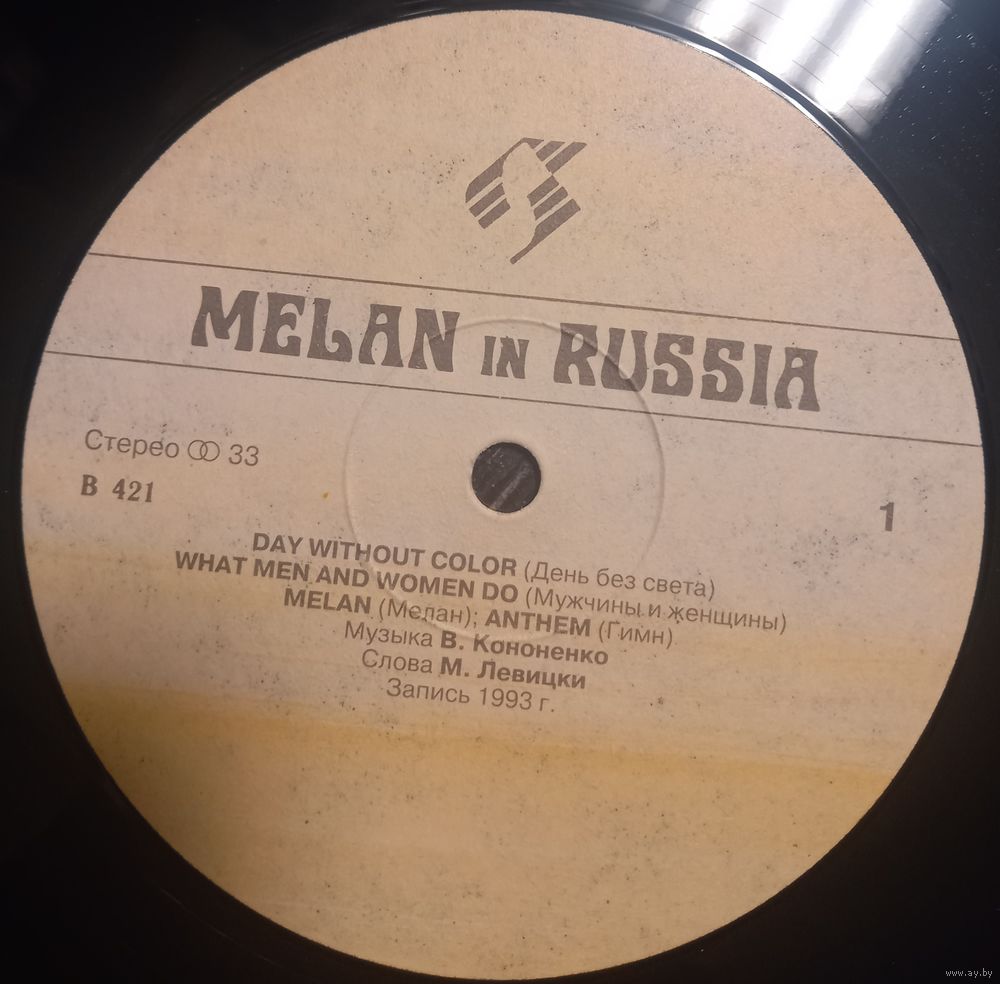 MELAN IN RUSSIA
Стерео 33
В 421
1
DAY WITHOUT COLOR (День без света)
WHAT MEN AND WOMEN DO (Мужчины и женщины)
MELAN (Мелан); ANTHEM (Гимн)
Музыка В. Кононенко
Слова М. Левицки
Запись 1993 г.
www.ay.by